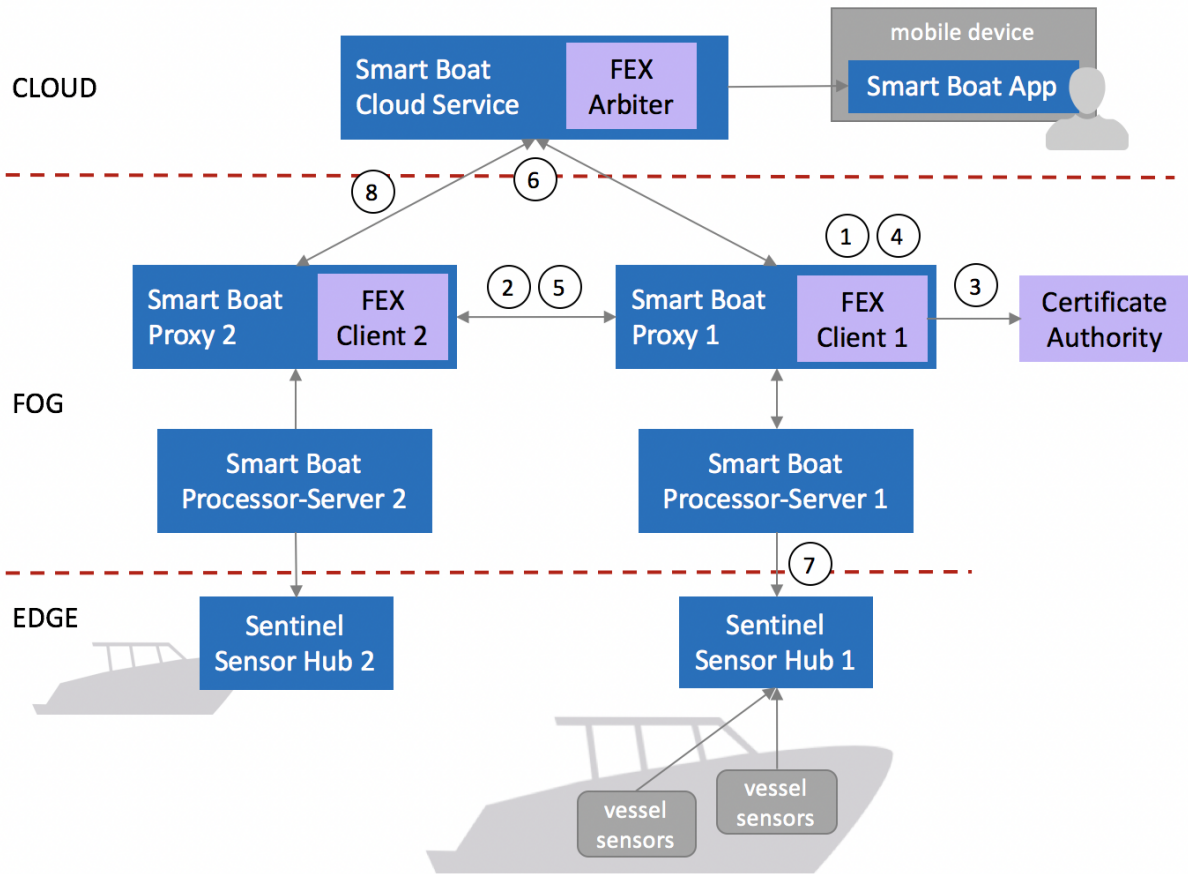 mobile device
Smart Boat
Cloud Service
FEX
Arbiter
Smart Boat App
CLOUD
8
6
1
4
2
5
3
Smart Boat
Proxy 2
FEX
Client 2
Smart Boat
Proxy 1
FEX
Client 1
Certificate
Authority
FOG
Smart Boat
Processor-Server 2
Smart Boat
Processor-Server 1
7
EDGE
Sentinel
Sensor Hub 2
Sentinel
Sensor Hub 1
vessel
sensors
vessel
sensors